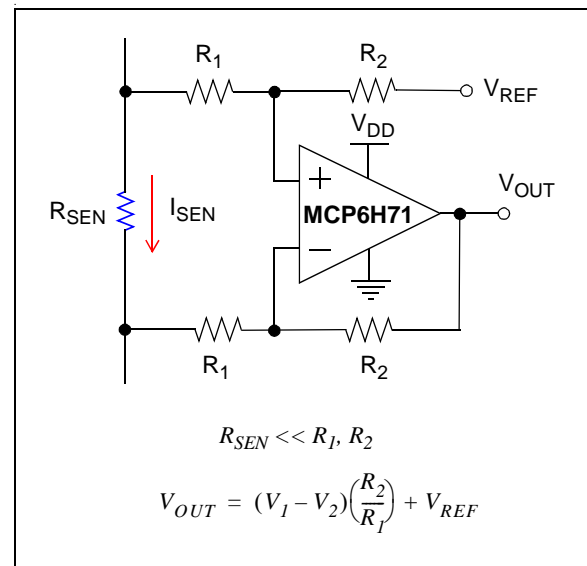 R1
R2
VREF
VDD
VOUT
+
MCP6H71
−
RSEN
ISEN
R1
R2
RSEN << R1, R2
VOUT = (V1 – V2)(R2/R1) + VREF